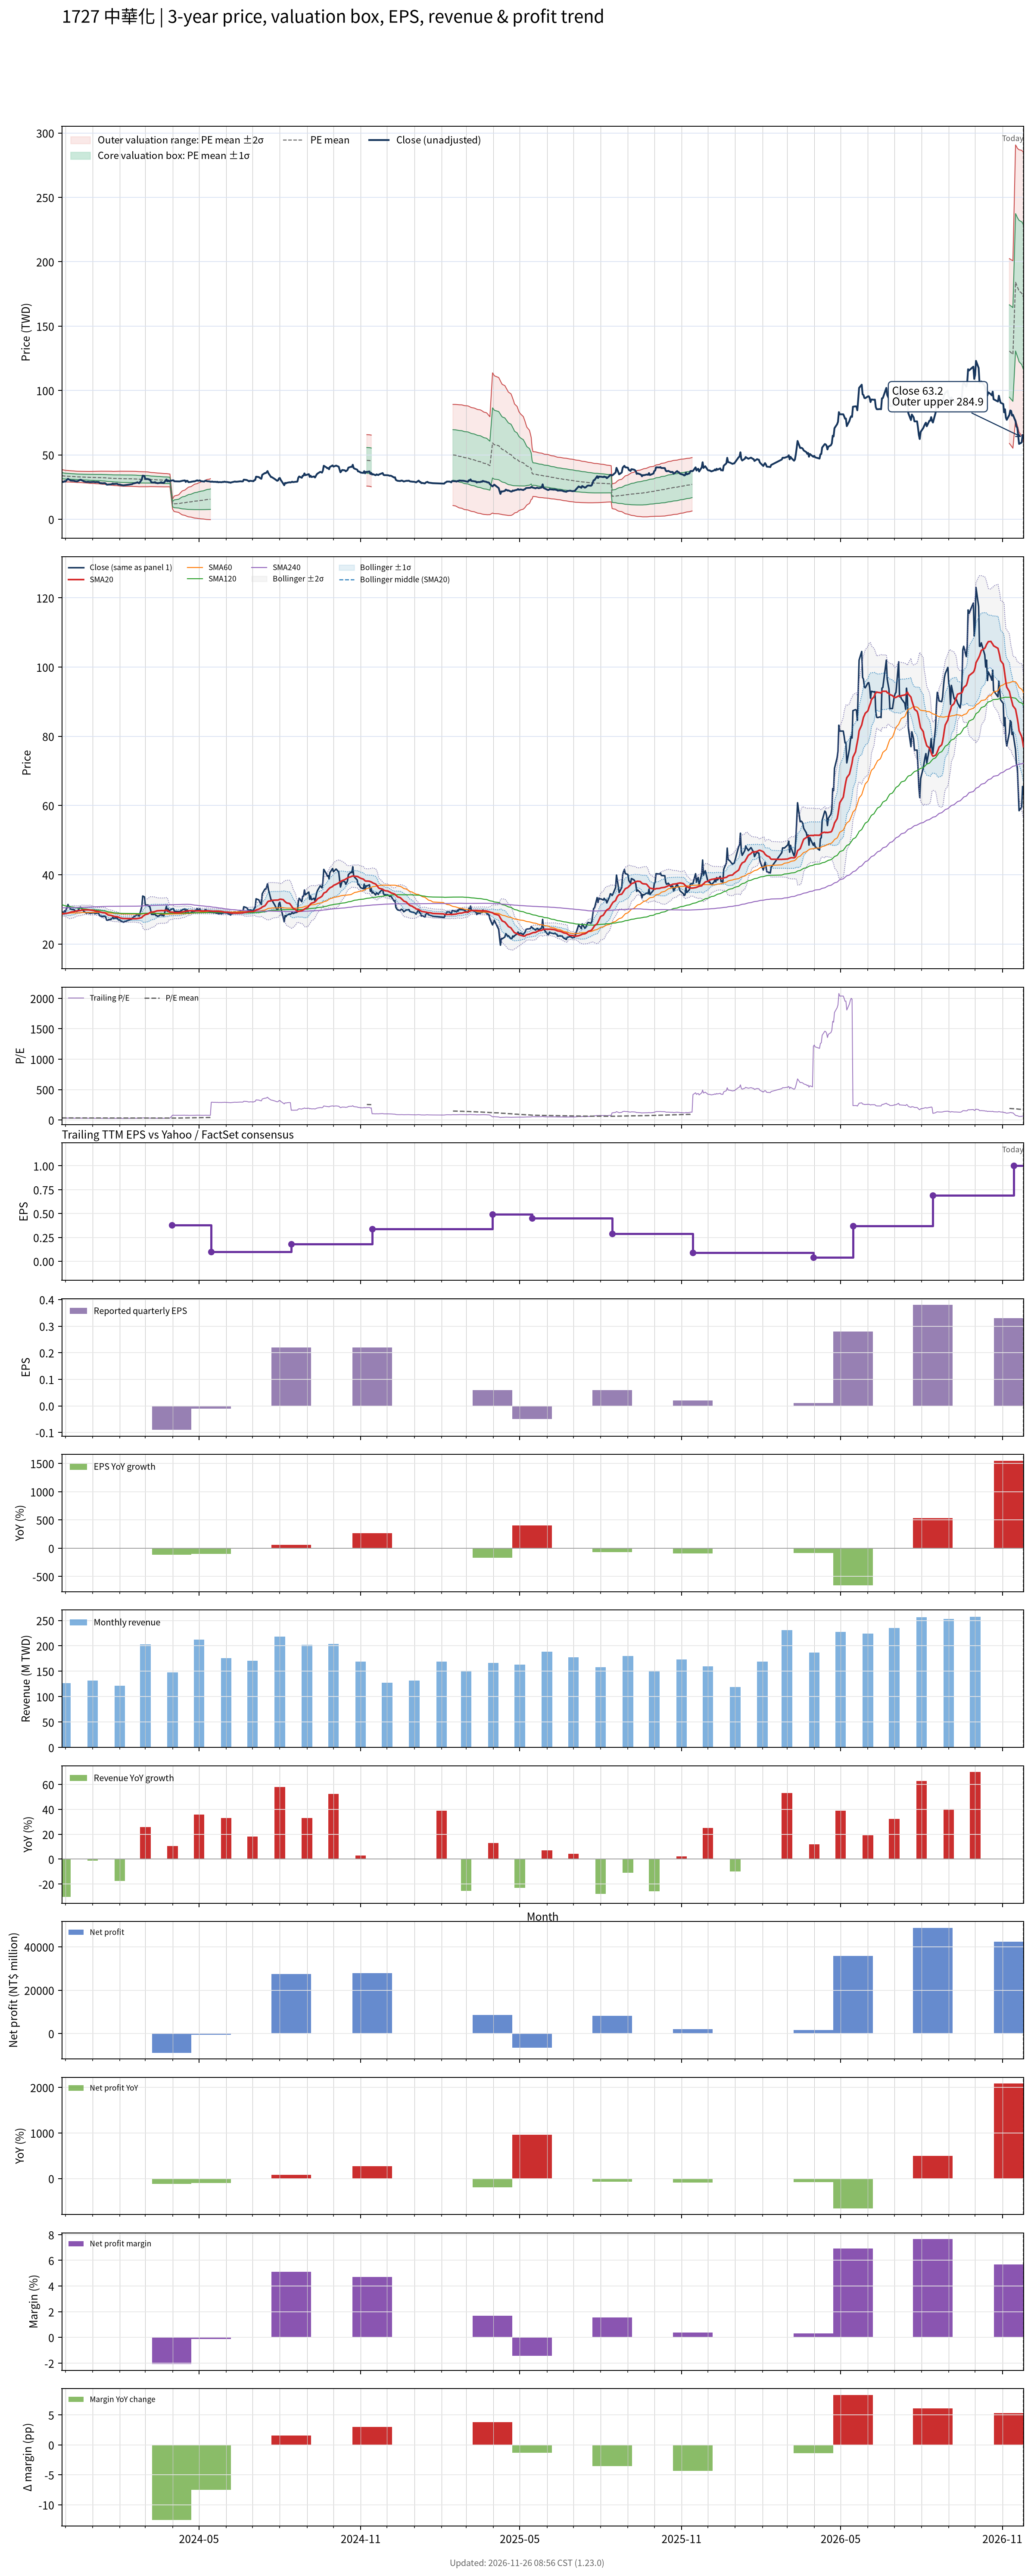 1727 中華化 | 3-year price, valuation box, EPS, revenue & profit trend
Outer valuation range: PE mean ±2σ
Core valuation box: PE mean ±1σ
PE mean
Close (unadjusted)
Today
Close 63.2
Outer upper 284.9
Price (TWD)
300
250
200
150
100
50
0
Close (same as panel 1)
SMA20
SMA60
SMA120
SMA240
Bollinger ±2σ
Bollinger ±1σ
Bollinger middle (SMA20)
Price
120
100
80
60
40
20
Trailing P/E
P/E mean
P/E
2000
1500
1000
500
0
Trailing TTM EPS vs Yahoo / FactSet consensus
Today
EPS
1.00
0.75
0.50
0.25
0.00
Reported quarterly EPS
EPS
0.4
0.3
0.2
0.1
0.0
-0.1
EPS YoY growth
YoY (%)
1500
1000
500
0
-500
Monthly revenue
Revenue (M TWD)
250
200
150
100
50
0
Revenue YoY growth
YoY (%)
60
40
20
0
-20
Month
Net profit
Net profit (NT$ million)
40000
20000
0
Net profit YoY
YoY (%)
2000
1000
0
Net profit margin
Margin (%)
8
6
4
2
0
-2
Margin YoY change
Δ margin (pp)
5
0
-5
-10
2024-05
2024-11
2025-05
2025-11
2026-05
2026-11
Updated: 2026-11-26 08:56 CST (1.23.0)